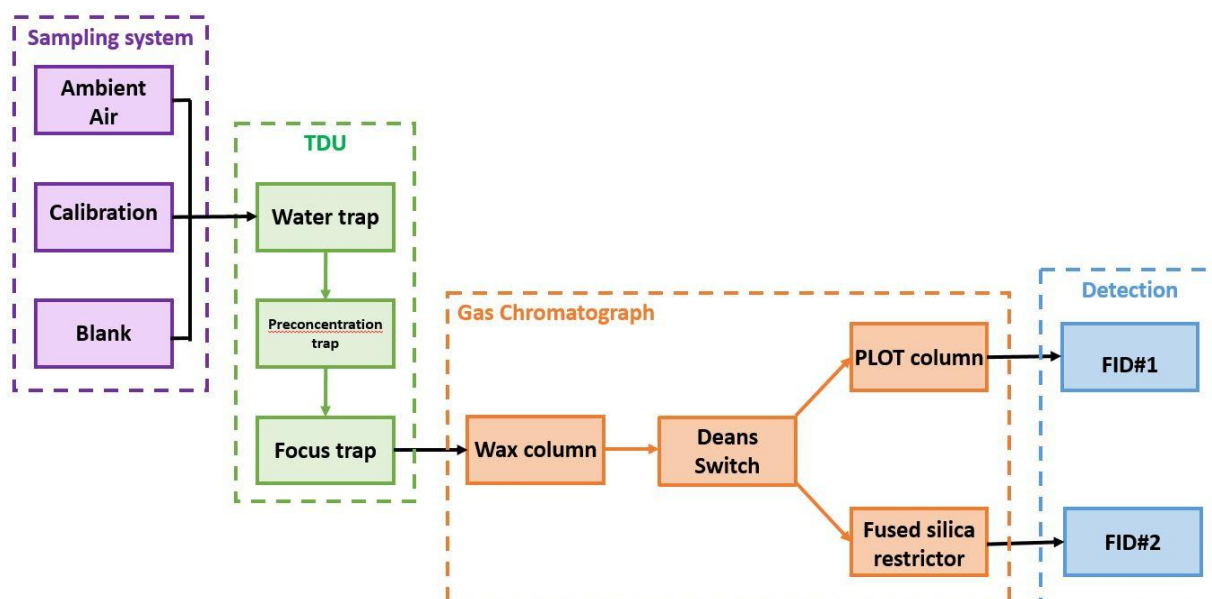 Sampling system
Ambient
Air
Calibration
Blank
TDU
Water trap
Preconcentration
trap
Focus trap
Gas Chromatograph
Wax column
Deans
Switch
PLOT column
Fused silica
restrictor
Detection
FID#1
FID#2